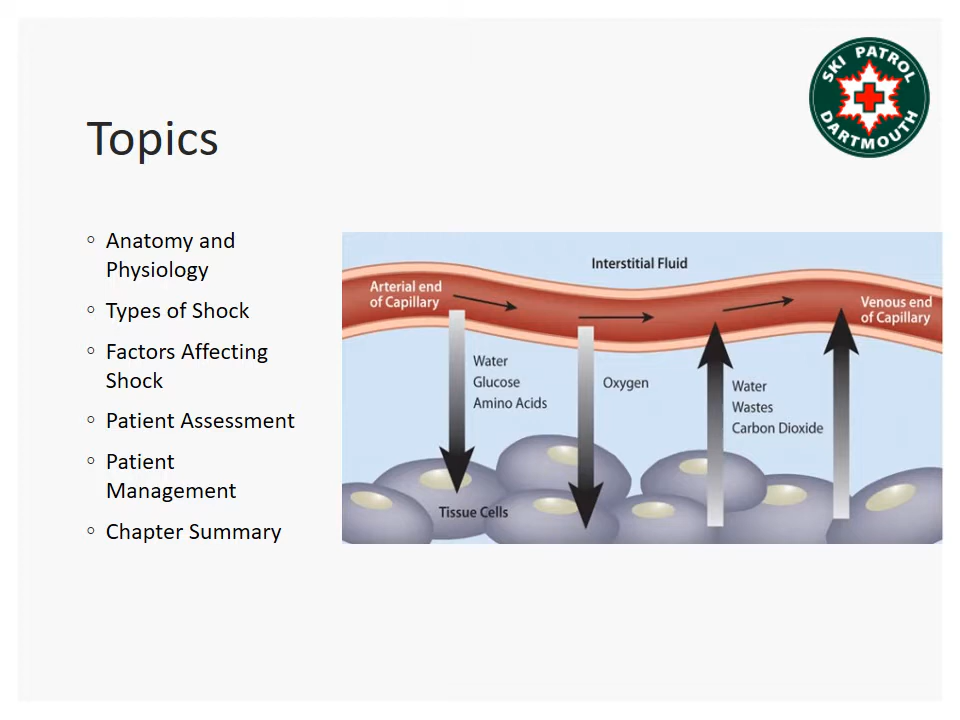 SKI PATROL
DARTMOUTH
Topics
◦ Anatomy and
Physiology
◦ Types of Shock
◦ Factors Affecting
Shock
◦ Patient Assessment
◦ Patient
Management
◦ Chapter Summary
Interstitial Fluid
Arterial end
of Capillary
Venous end
of Capillary
Water
Glucose
Amino Acids
Oxygen
Water
Wastes
Carbon Dioxide
Tissue Cells